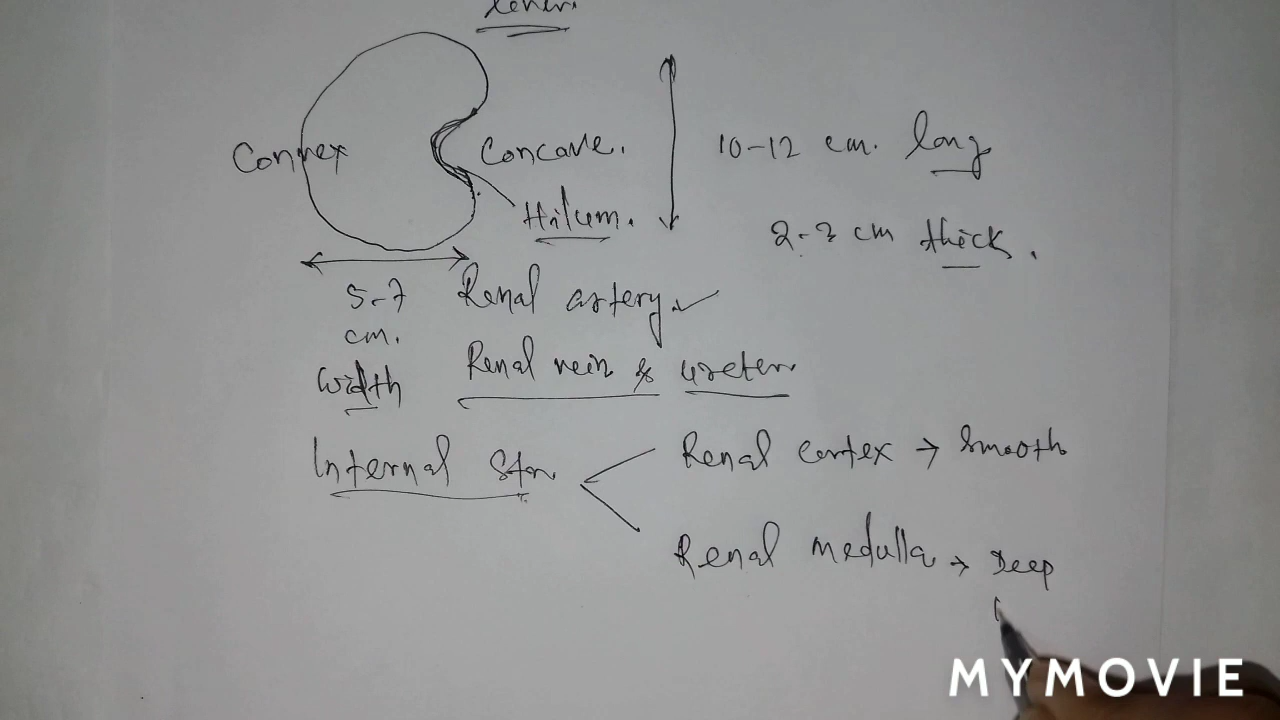 Convex
Concave.
10-12 cm. long
Hilum.
2-3 cm thick.
5-7 Renal artery
cm.
width Renal vein & ureter.
Internal Str. Renal cortex → Smooth
Renal medulla → Deep
MYMOVIE